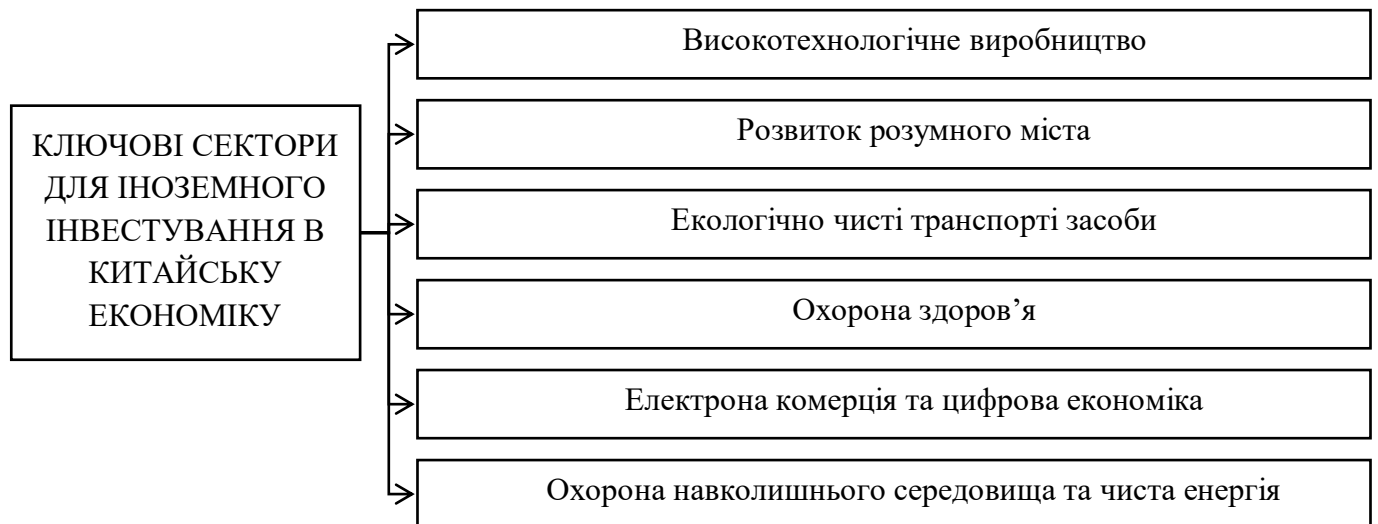 КЛЮЧОВІ СЕКТОРИ
ДЛЯ ІНОЗЕМНОГО
ІНВЕСТУВАННЯ В
КИТАЙСЬКУ
ЕКОНОМІКУ
Високотехнологічне виробництво
Розвиток розумного міста
Екологічно чисті транспорті засоби
Охорона здоров’я
Електрона комерція та цифрова економіка
Охорона навколишнього середовища та чиста енергія